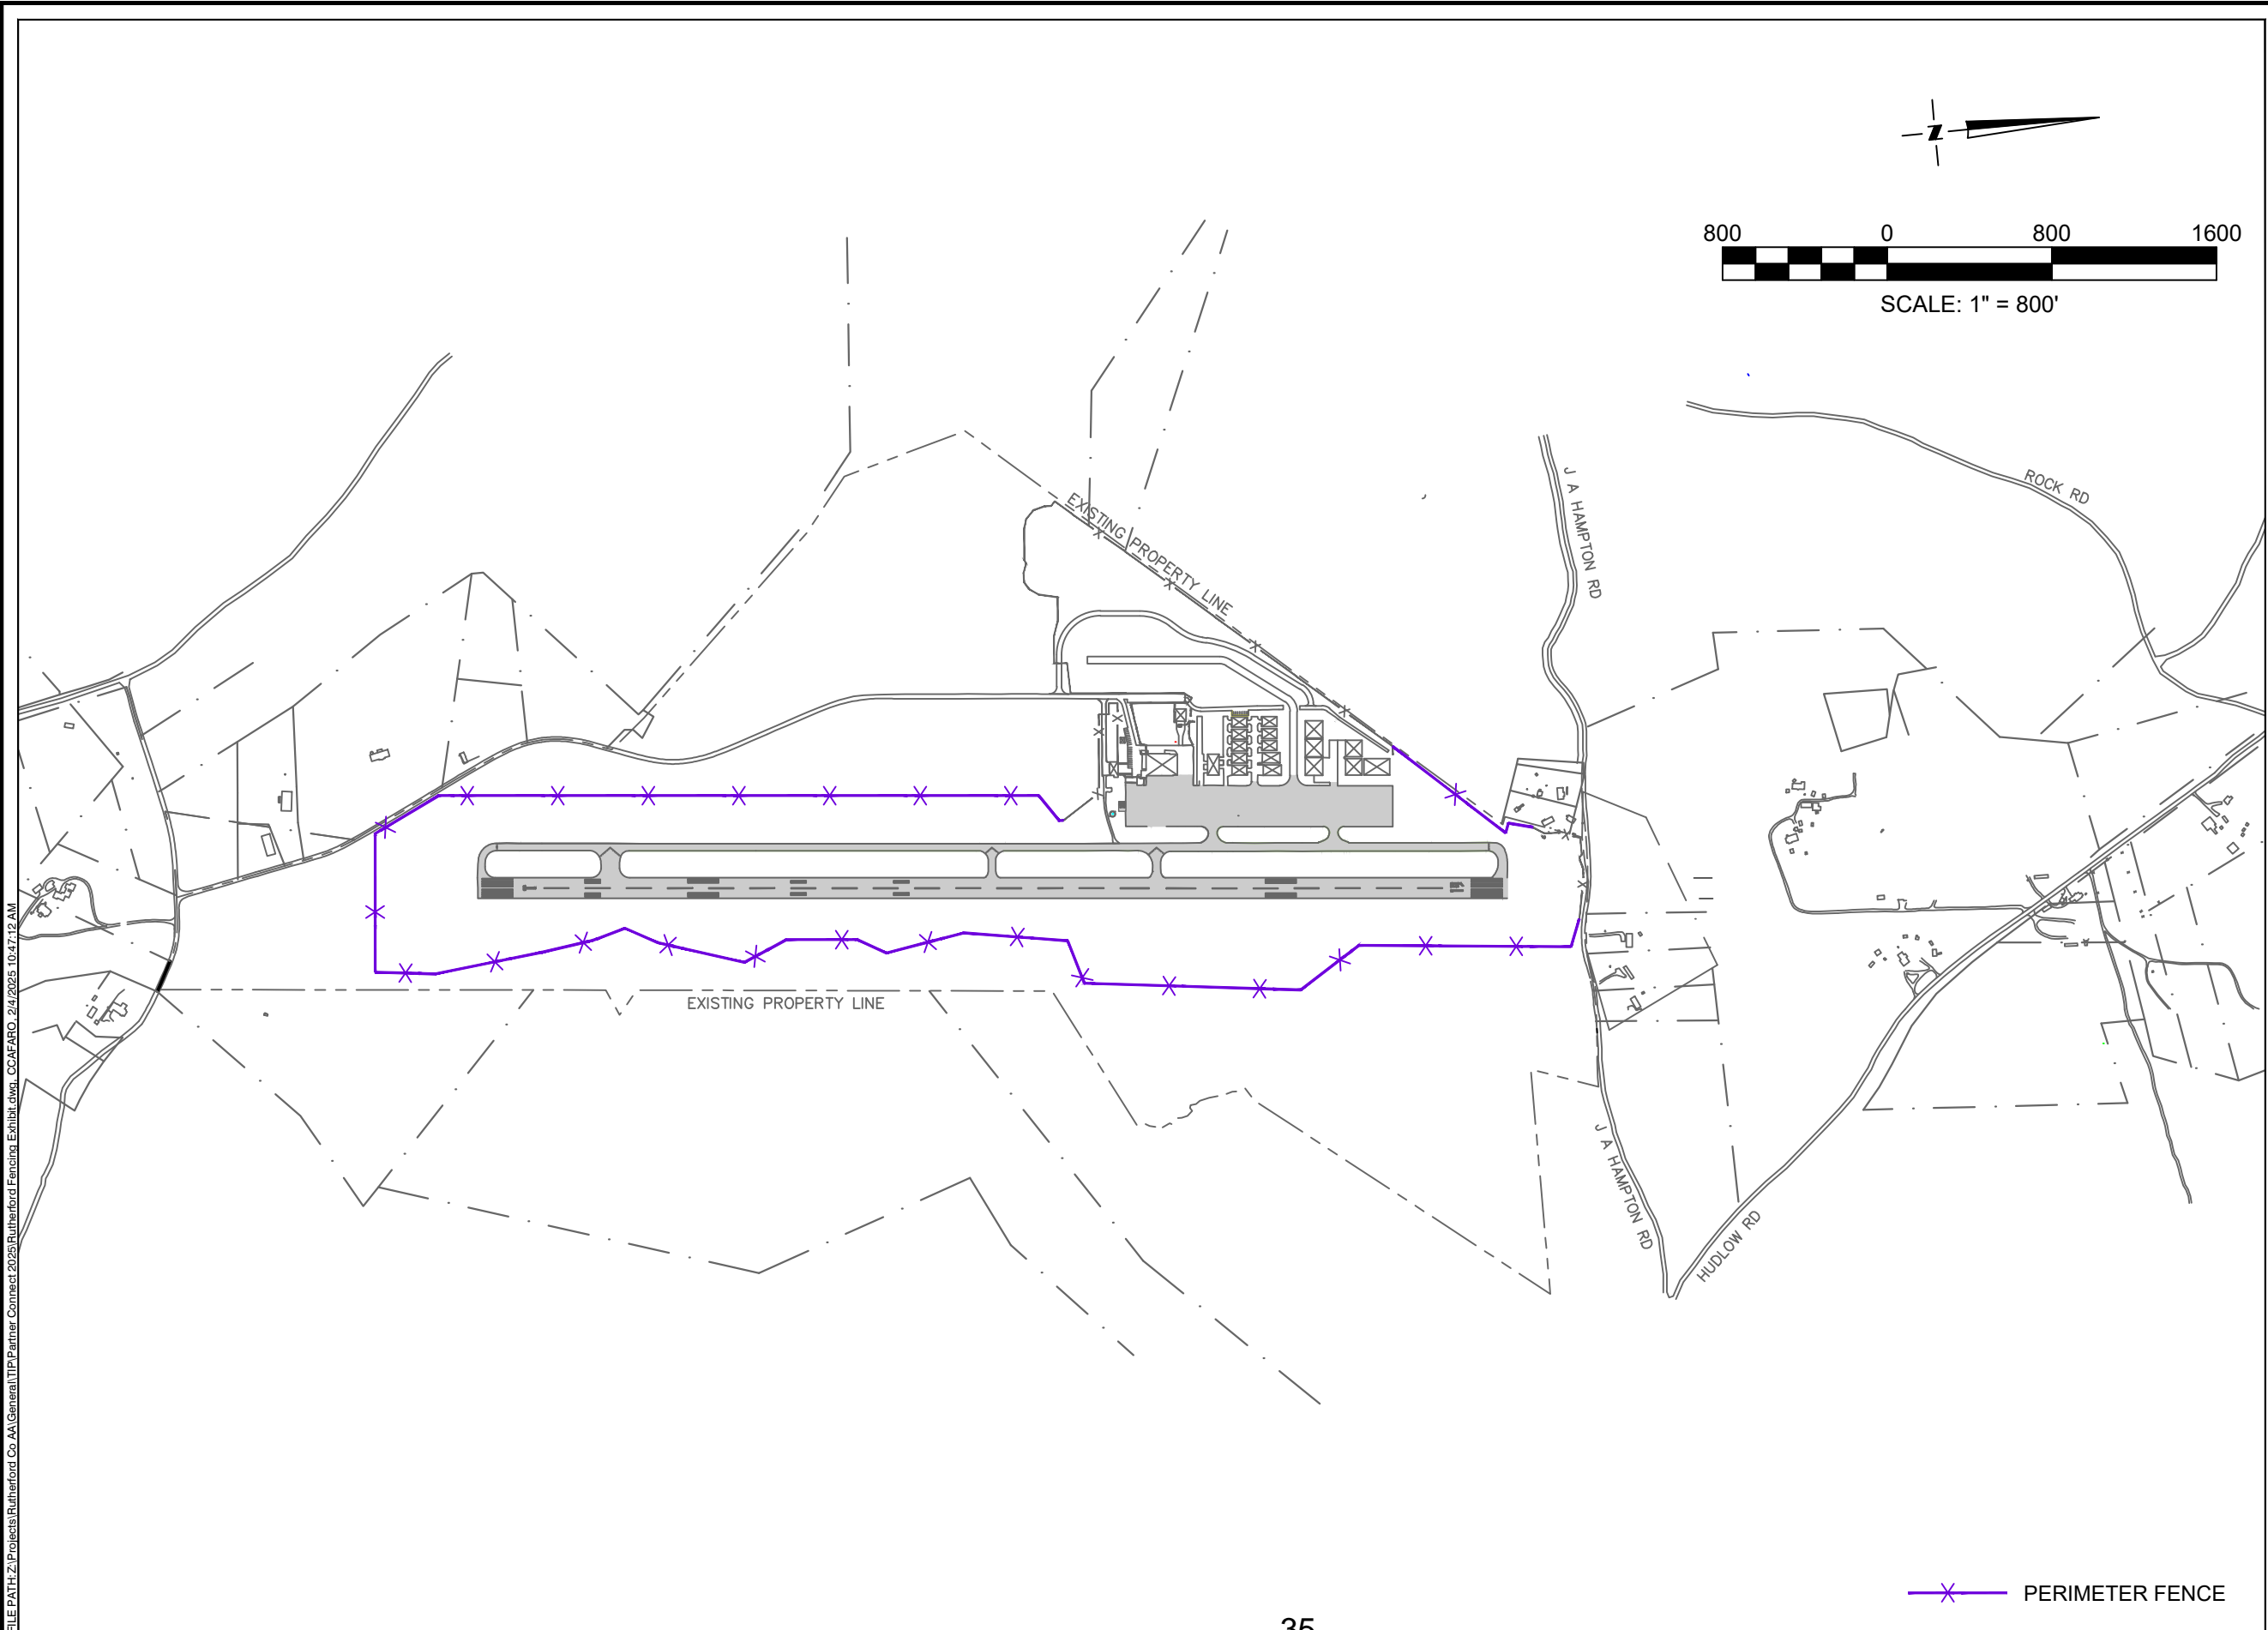 N
800 0 800 1600
SCALE: 1" = 800'
ROCK RD
J A HAMPTON RD
EXISTING PROPERTY LINE
EXISTING PROPERTY LINE
J A HAMPTON RD
HUDLOW RD
PERIMETER FENCE
35
FILE PATH:Z:\Projects\Rutherford Co AA\General\TIP\Partner Connect 2025\Rutherford Fencing Exhibit.dwg, CCAFARO, 2/4/2025 10:47:12 AM